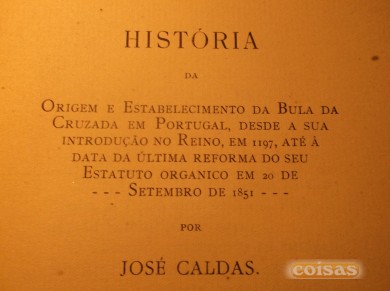 HISTÓRIA
DA
ORIGEM E ESTABELECIMENTO DA BULA DA
CRUZADA EM PORTUGAL, DESDE A SUA
INTRODUÇÃO NO REINO, EM 1197, ATÉ À
DATA DA ÚLTIMA REFORMA DO SEU
ESTATUTO ORGANICO EM 20 DE
- - - SETEMBRO DE 1851 - - -
POR
JOSÉ CALDAS.
coisas